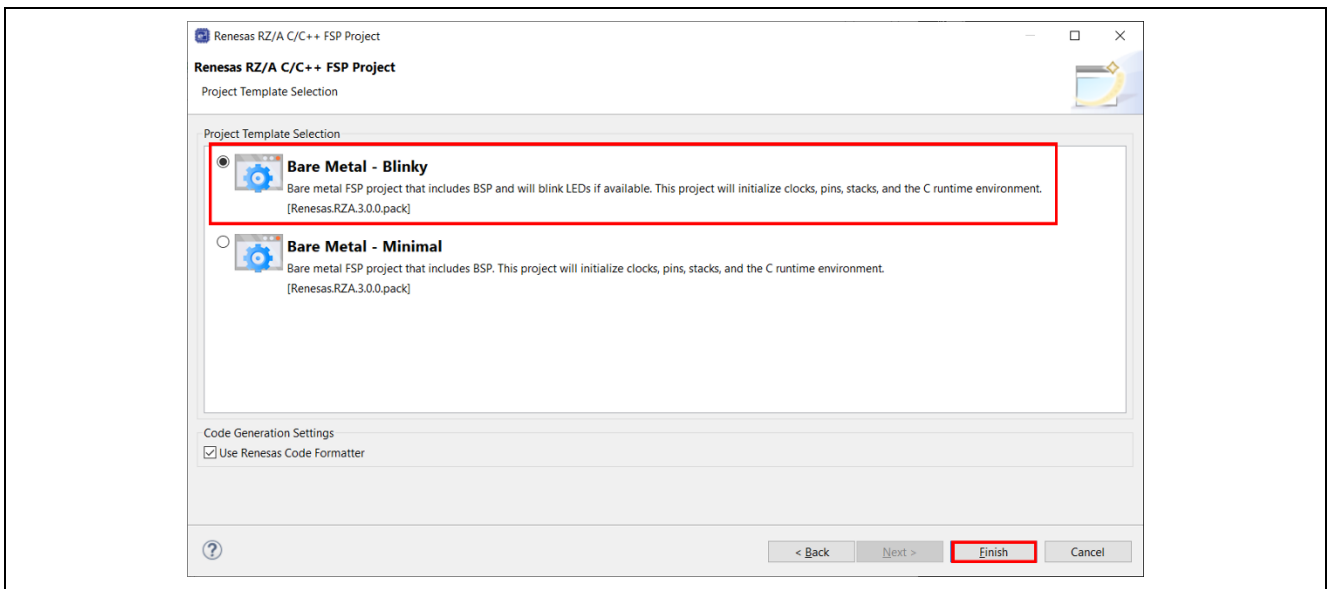 Renesas RZ/A C/C++ FSP Project
Renesas RZ/A C/C++ FSP Project
Project Template Selection
Project Template Selection
Bare Metal - Blinky
Bare metal FSP project that includes BSP and will blink LEDs if available. This project will initialize clocks, pins, stacks, and the C runtime environment.
[Renesas.RZA.3.0.0.pack]
Bare Metal - Minimal
Bare metal FSP project that includes BSP. This project will initialize clocks, pins, stacks, and the C runtime environment.
[Renesas.RZA.3.0.0.pack]
Code Generation Settings
Use Renesas Code Formatter
? < Back Next > Finish Cancel